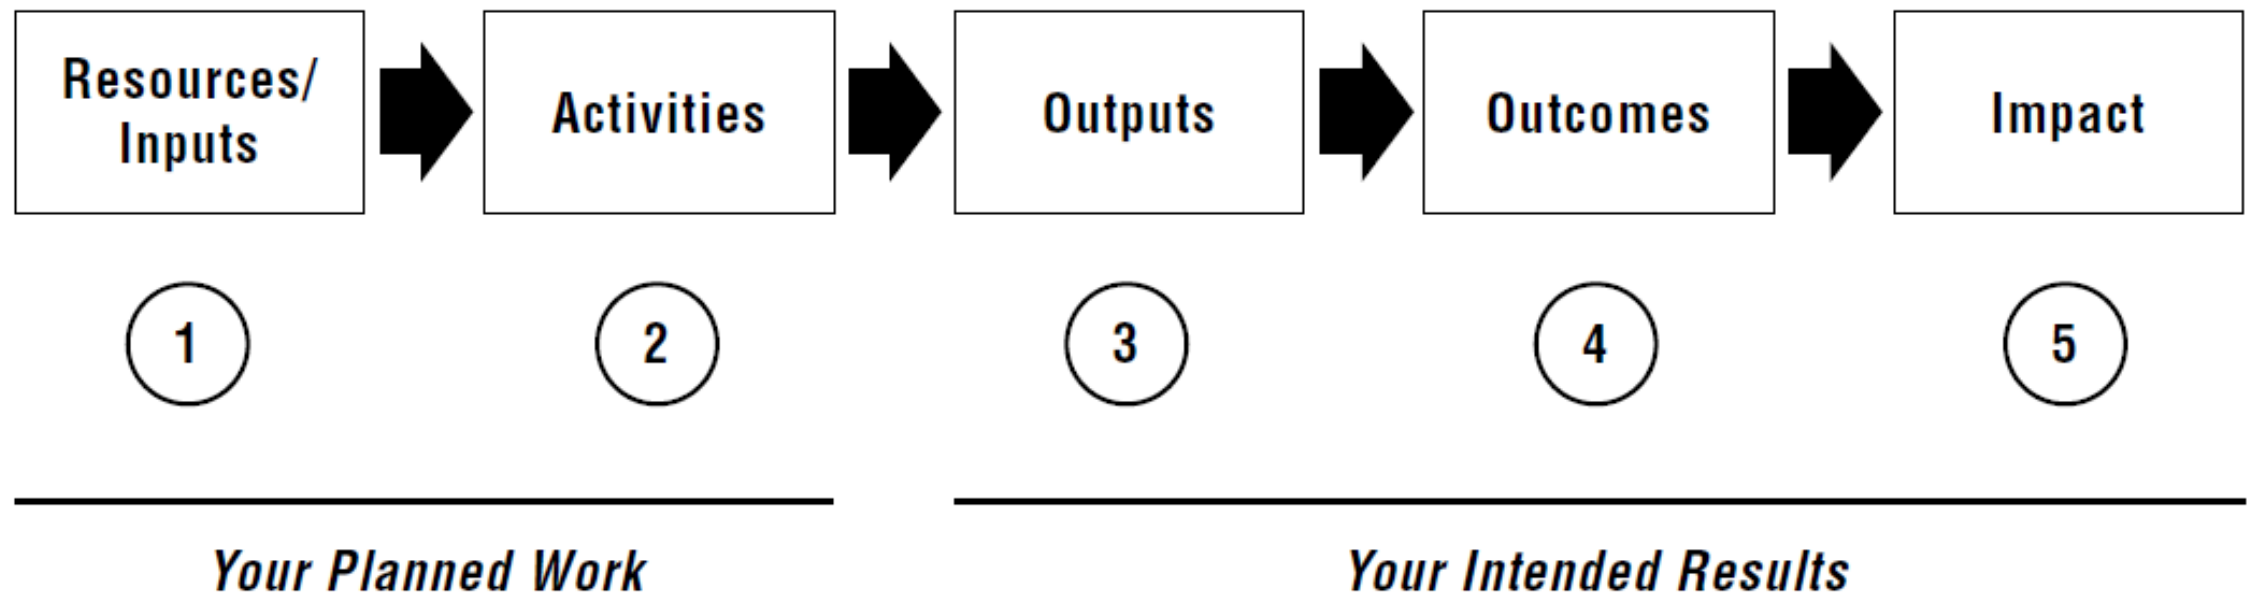 Resources/
Inputs
Activities
Outputs
Outcomes
Impact
1
2
3
4
5
Your Planned Work
Your Intended Results